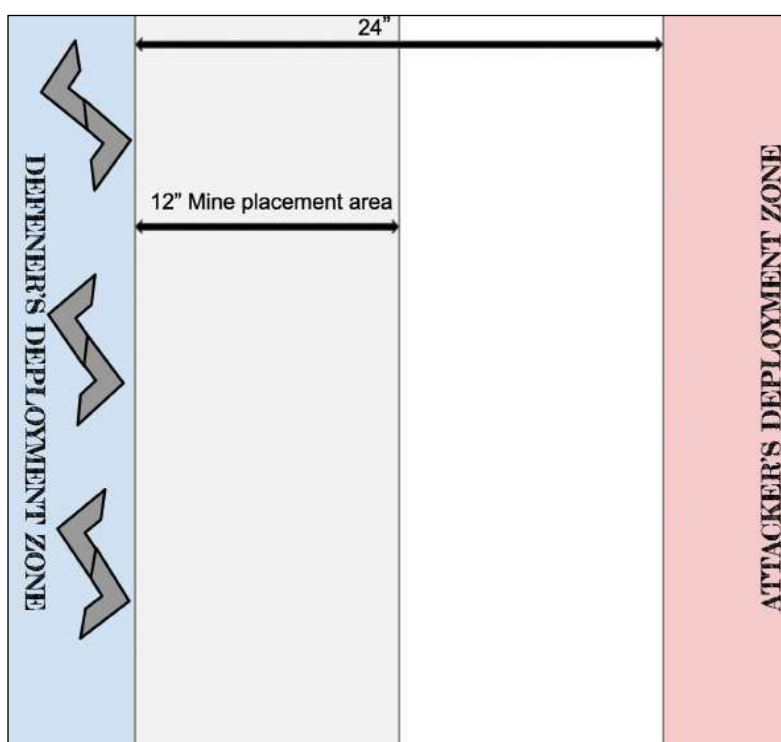 24”
12” Mine placement area
DEFENER’S DEPLOYMENT ZONE
ATTACKER’S DEPLOYMENT ZONE